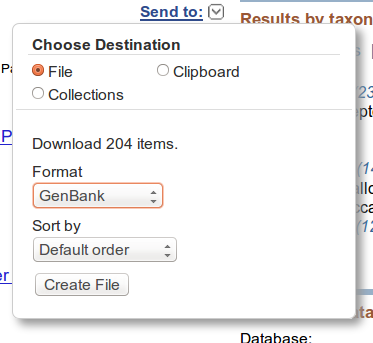 Send to:
Results by taxon
Choose Destination
File
Clipboard
Collections
Download 204 items.
Format
GenBank
Sort by
Default order
Create File
Database: